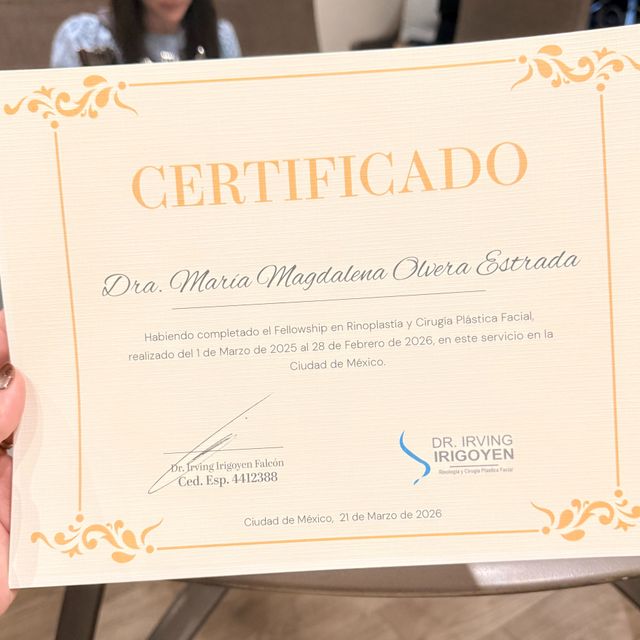 CERTIFICADO
Dra. María Magdalena Olvera Estrada
Habiendo completado el Fellowship en Rinoplastía y Cirugía Plástica Facial,
realizado del 1 de Marzo de 2025 al 28 de Febrero de 2026, en este servicio en la
Ciudad de México.
Dr. Irving Irigoyen Falcón
Ced. Esp. 4412388
DR. IRVING
IRIGOYEN
Rinología y Cirugía Plástica Facial
Ciudad de México, 21 de Marzo de 2026